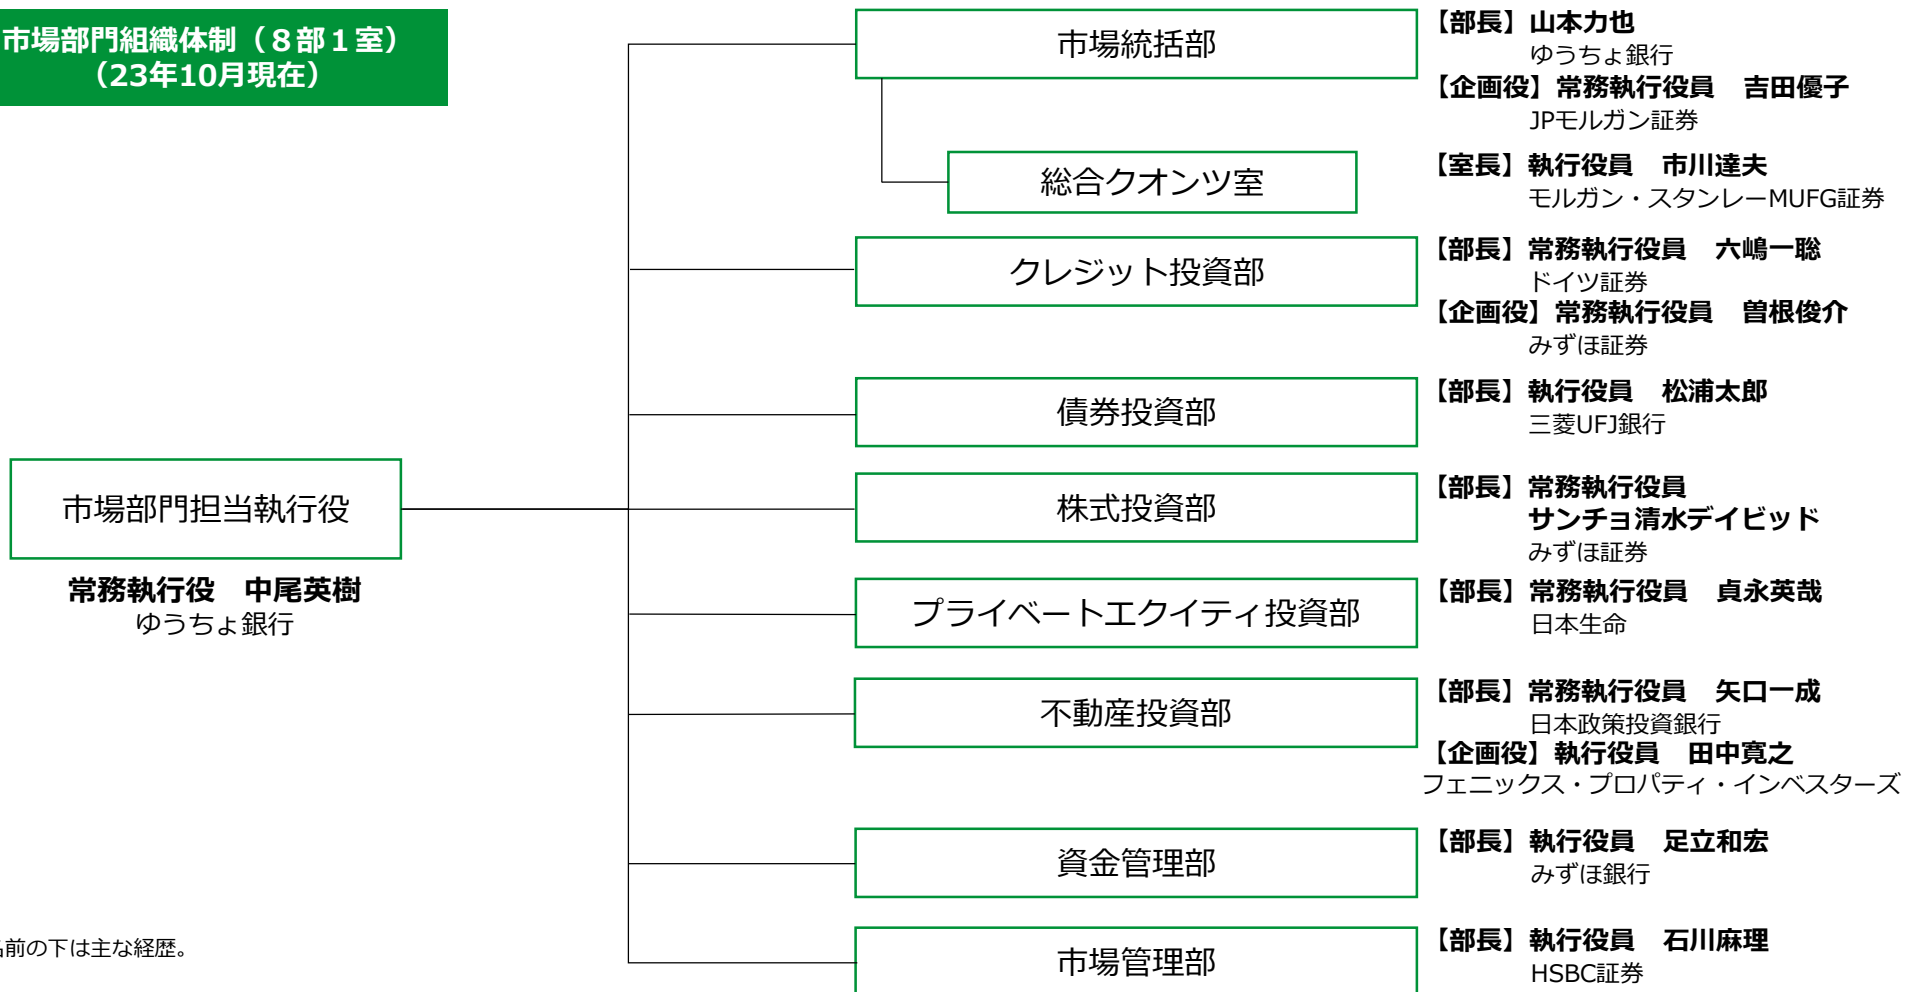 市場部門組織体制（８部１室）
（23年10月現在）
市場統括部
【部長】山本力也
ゆうちょ銀行
【企画役】常務執行役員　吉田優子
JPモルガン証券
総合クオンツ室
【室長】執行役員　市川達夫
モルガン・スタンレーMUFG証券
クレジット投資部
【部長】常務執行役員　六嶋一聡
ドイツ証券
【企画役】常務執行役員　曽根俊介
みずほ証券
債券投資部
【部長】執行役員　松浦太郎
三菱UFJ銀行
市場部門担当執行役
常務執行役　中尾英樹
ゆうちょ銀行
株式投資部
【部長】常務執行役員
サンチョ清水デイビッド
みずほ証券
プライベートエクイティ投資部
【部長】常務執行役員　貞永英哉
日本生命
不動産投資部
【部長】常務執行役員　矢口一成
日本政策投資銀行
【企画役】執行役員　田中寛之
フェニックス・プロパティ・インベスターズ
資金管理部
【部長】執行役員　足立和宏
みずほ銀行
市場管理部
【部長】執行役員　石川麻理
HSBC証券
前の下は主な経歴。